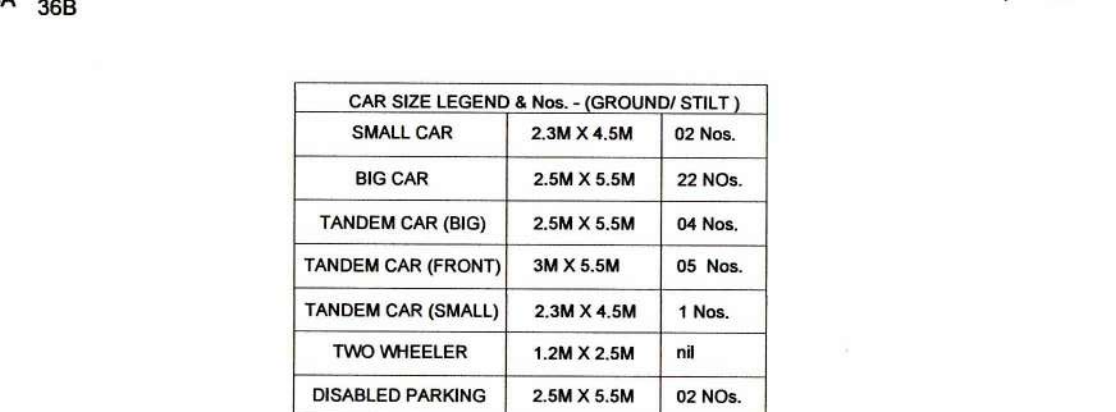 36B
CAR SIZE LEGEND & Nos. - (GROUND/ STILT )
SMALL CAR 2.3M X 4.5M 02 Nos.
BIG CAR 2.5M X 5.5M 22 NOs.
TANDEM CAR (BIG) 2.5M X 5.5M 04 Nos.
TANDEM CAR (FRONT) 3M X 5.5M 05 Nos.
TANDEM CAR (SMALL) 2.3M X 4.5M 1 Nos.
TWO WHEELER 1.2M X 2.5M nil
DISABLED PARKING 2.5M X 5.5M 02 NOs.